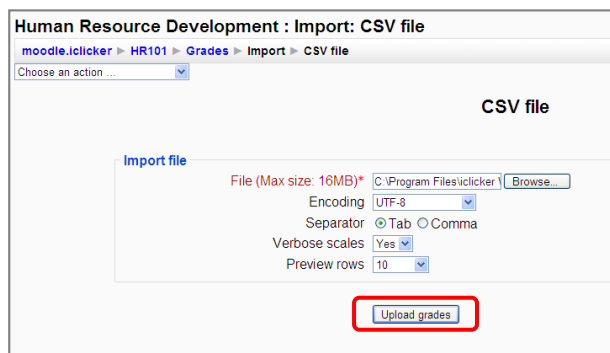 Human Resource Development : Import: CSV file
moodle.iclicker ► HR101 ► Grades ► Import ► CSV file
Choose an action ...
CSV file
Import file
File (Max size: 16MB)* C:\Program Files\iclicker \ Browse...
Encoding UTF-8
Separator Tab Comma
Verbose scales Yes
Preview rows 10
Upload grades